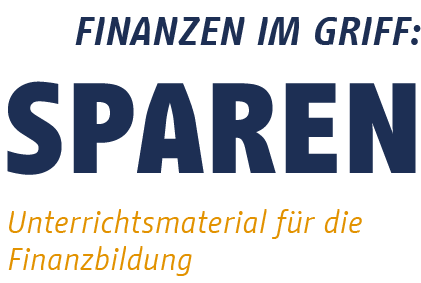 FINANZEN IM GRIFF:
SPAREN
Unterrichtsmaterial für die
Finanzbildung